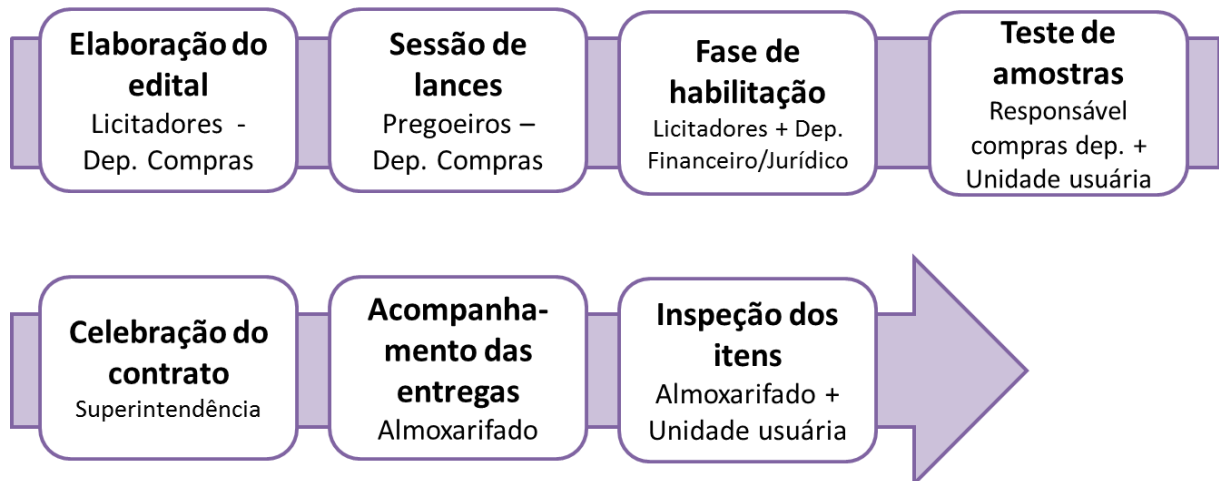 Elaboração do
edital
Licitadores -
Dep. Compras
Sessão de
lances
Pregoeiros –
Dep. Compras
Fase de
habilitação
Licitadores + Dep.
Financeiro/Jurídico
Teste de
amostras
Responsável
compras dep. +
Unidade usuária
Celebração do
contrato
Superintendência
Acompanha-
mento das
entregas
Almoxarifado
Inspeção dos
itens
Almoxarifado +
Unidade usuária